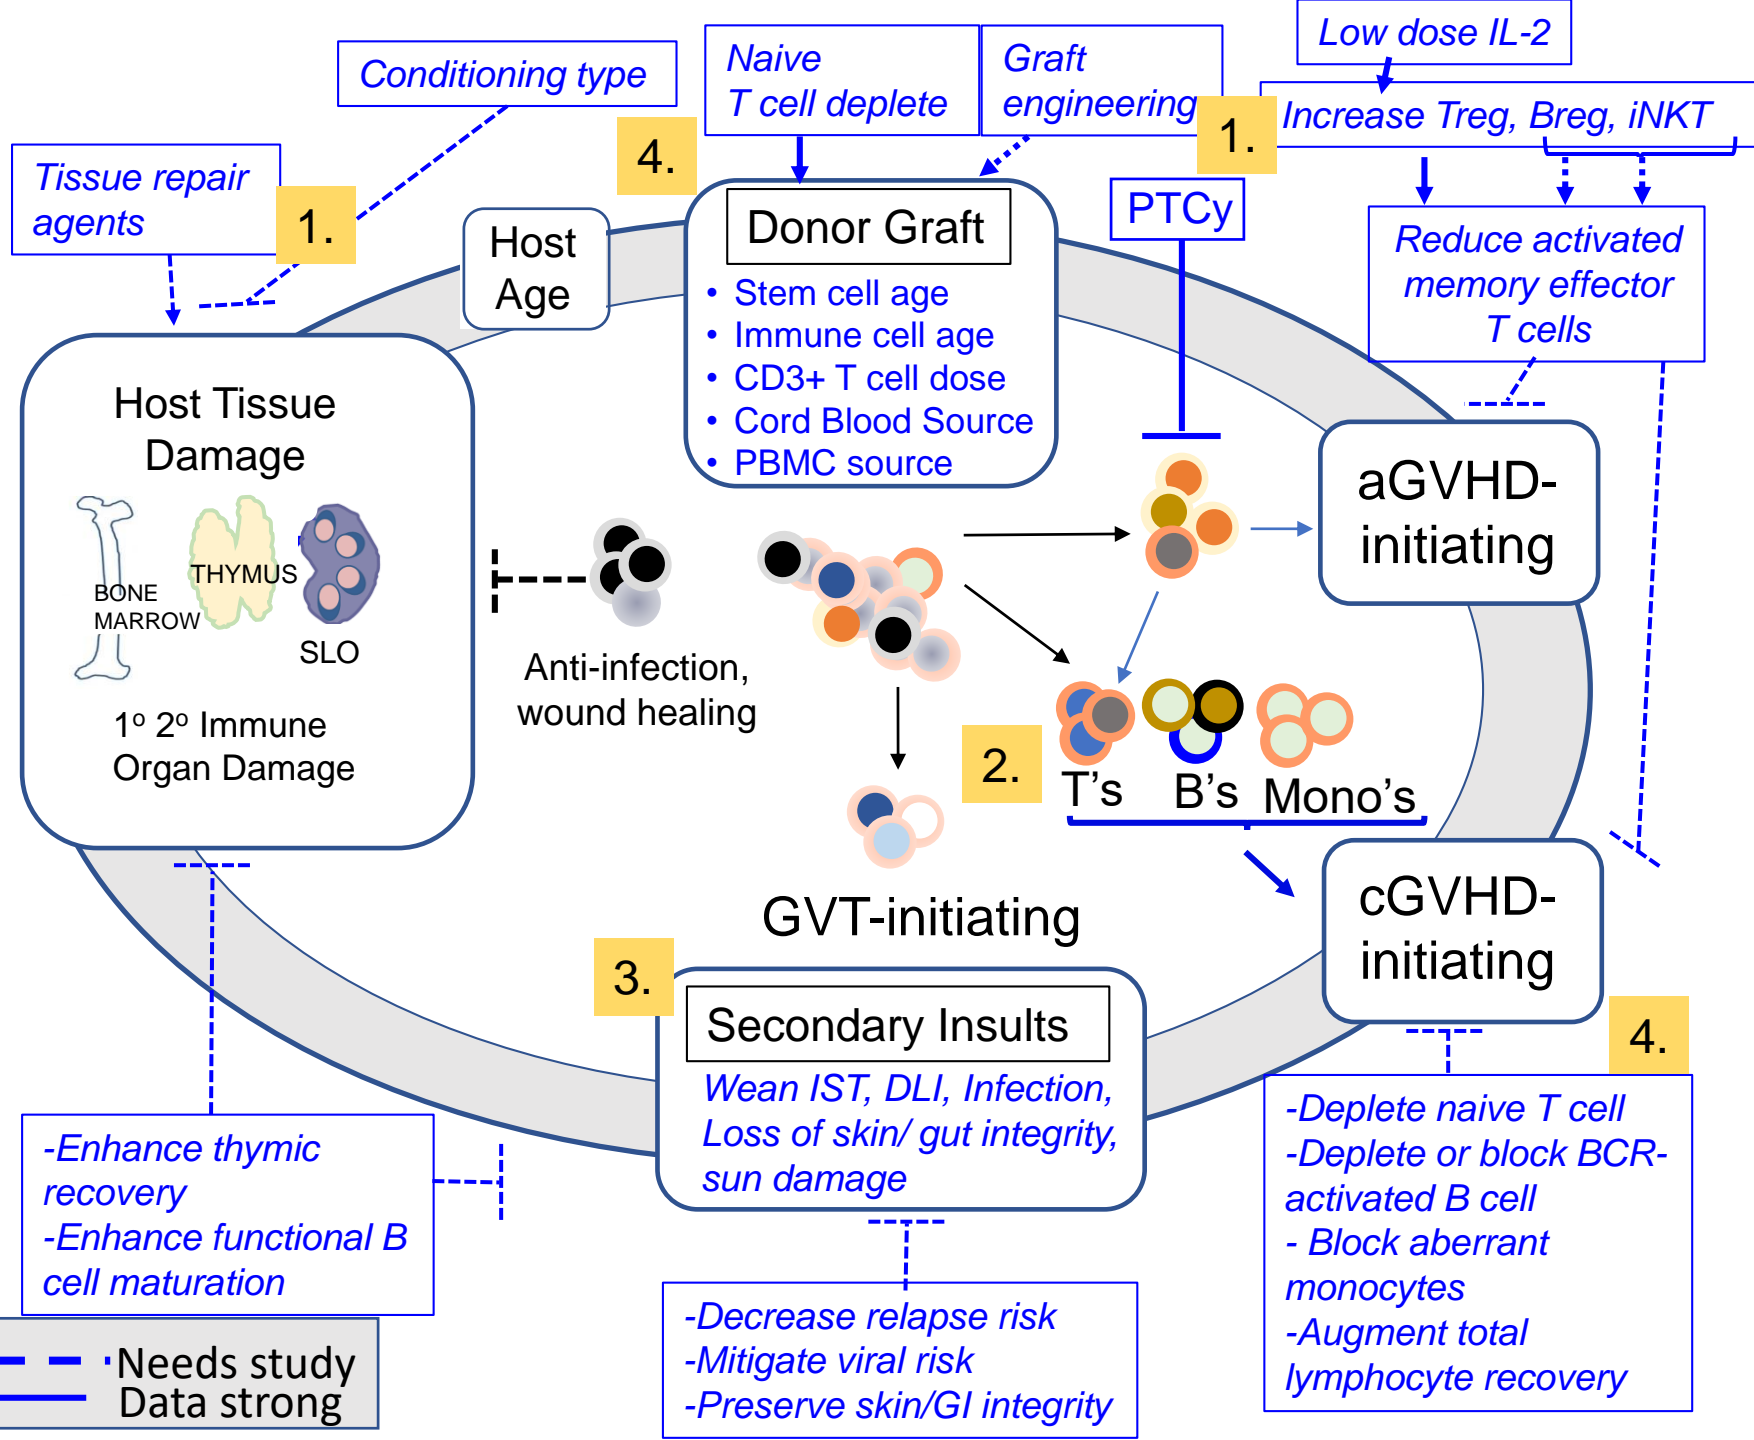 Conditioning type
Naive
T cell deplete
Graft
engineering
Low dose IL-2
1.
Increase Treg, Breg, iNKT
4.
Tissue repair
agents
1.
Host
Age
Donor Graft
• Stem cell age
• Immune cell age
• CD3+ T cell dose
• Cord Blood Source
• PBMC source
PTCy
Reduce activated
memory effector
T cells
Host Tissue
Damage
BONE
MARROW
THYMUS
SLO
1º 2º Immune
Organ Damage
Anti-infection,
wound healing
aGVHD-
initiating
2.
T's
B's
Mono's
GVT-initiating
cGVHD-
initiating
3.
Secondary Insults
Wean IST, DLI, Infection,
Loss of skin/ gut integrity,
sun damage
4.
-Deplete naive T cell
-Deplete or block BCR-
activated B cell
- Block aberrant
monocytes
-Augment total
lymphocyte recovery
-Enhance thymic
recovery
-Enhance functional B
cell maturation
-Decrease relapse risk
-Mitigate viral risk
-Preserve skin/GI integrity
Needs study
Data strong